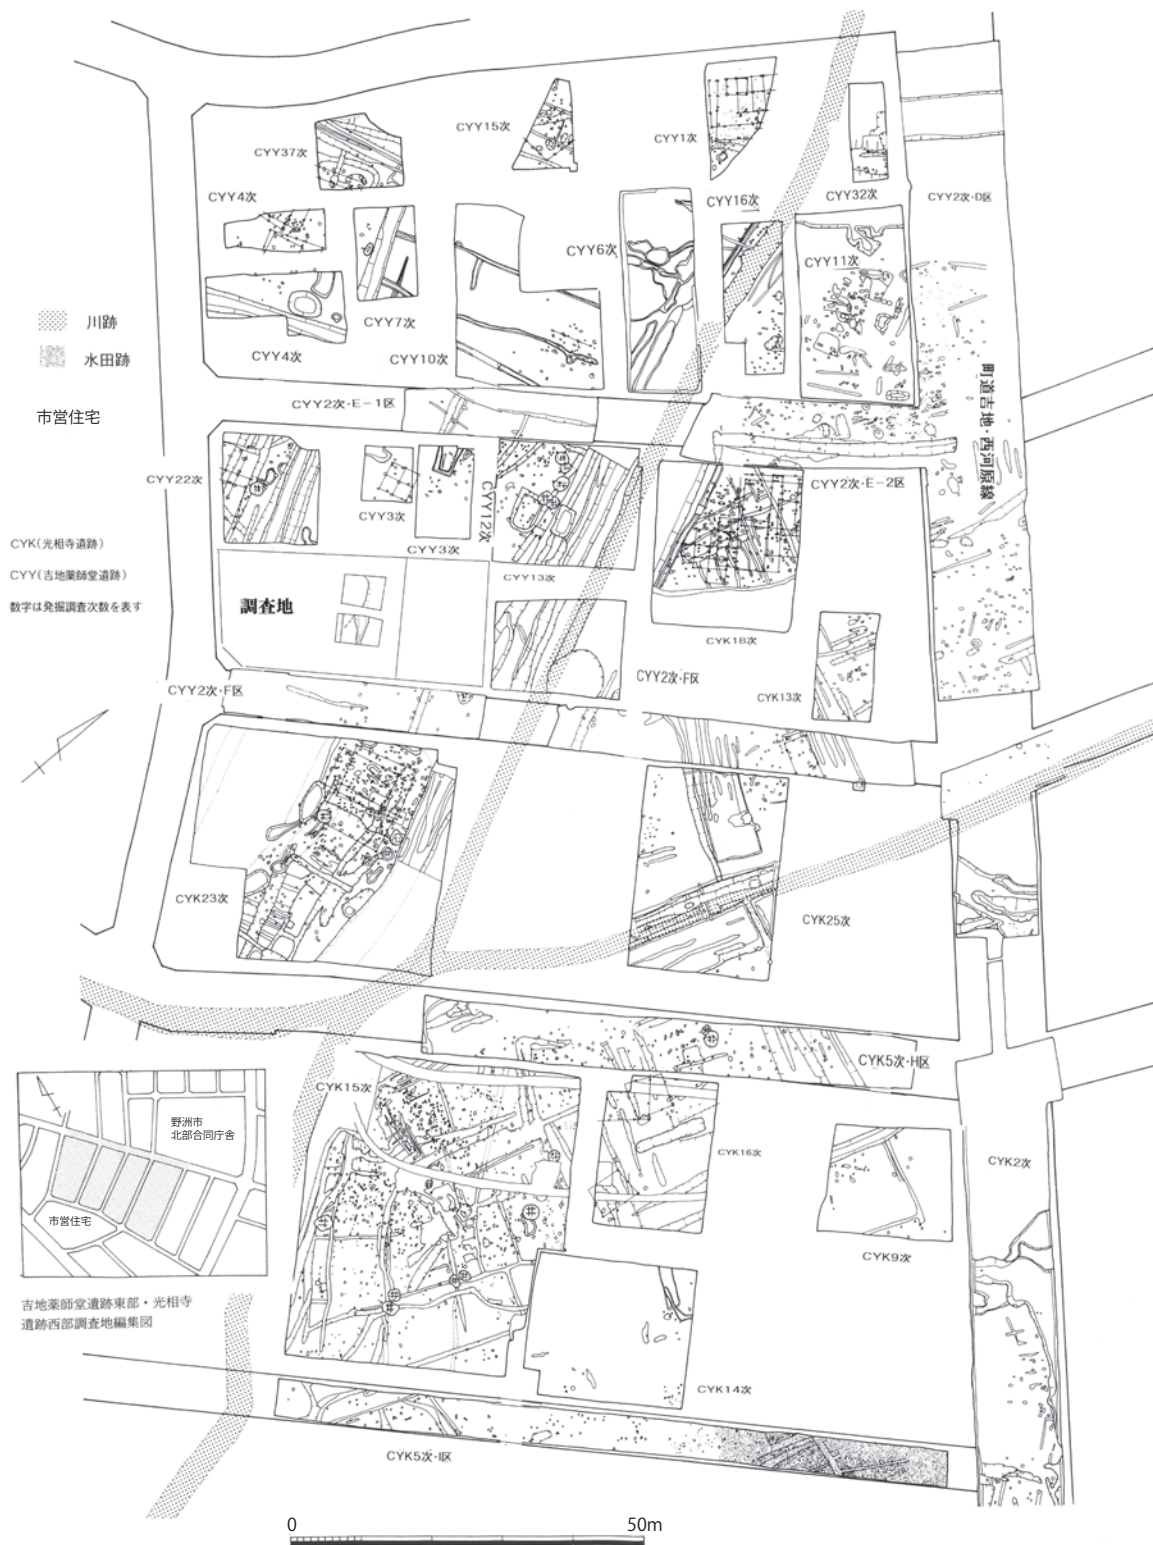 CYY15次
CYY1次
CYY37次
CYY4次
CYY16次
CYY32次
CYY2次·D区
CYY6次
CYY11次
川跡
CYY7次
水田跡
CYY4次
CYY10次
町道吉地·西河原線
市営住宅
CYY2次·E-1区
CYY22次
CYY2次·E-2区
CYY3次
CYY12次
CYY3次
CYK(光相寺遺跡)
CYY(吉地薬師堂遺跡)
数字は発掘調査次数を表す
CYY13次
調査地
CYK18次
CYY2次·F区
CYY2次·F区
CYK13次
CYK23次
CYK25次
CYK5次·H区
CYK15次
野洲市
北部合同庁舎
市営住宅
CYK16次
CYK2次
CYK9次
吉地薬師堂遺跡東部・光相寺
遺跡西部調査地編集図
CYK14次
CYK5次·I区
0 50m